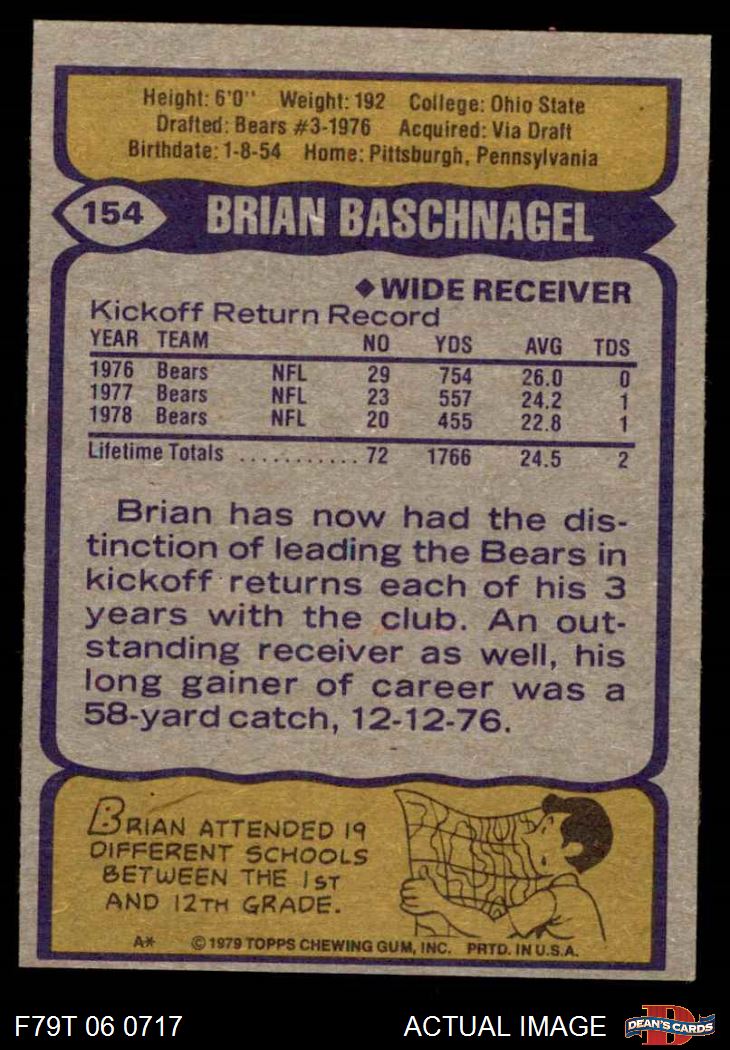 Height: 6'0'' Weight: 192 College: Ohio State
Drafted: Bears #3-1976 Acquired: Via Draft
Birthdate: 1-8-54 Home: Pittsburgh, Pennsylvania
154 BRIAN BASCHNAGEL
◆WIDE RECEIVER
Kickoff Return Record
YEAR TEAM NO YDS AVG TDS
1976 Bears NFL 29 754 26.0 0
1977 Bears NFL 23 557 24.2 1
1978 Bears NFL 20 455 22.8 1
Lifetime Totals ........... 72 1766 24.5 2
Brian has now had the dis-
tinction of leading the Bears in
kickoff returns each of his 3
years with the club. An out-
standing receiver as well, his
long gainer of career was a
58-yard catch, 12-12-76.
BRIAN ATTENDED 19
DIFFERENT SCHOOLS
BETWEEN THE 1ST
AND 12TH GRADE.
A* © 1979 TOPPS CHEWING GUM, INC. PRTD. IN U.S.A.
F79T 06 0717 ACTUAL IMAGE D DEAN'S CARDS